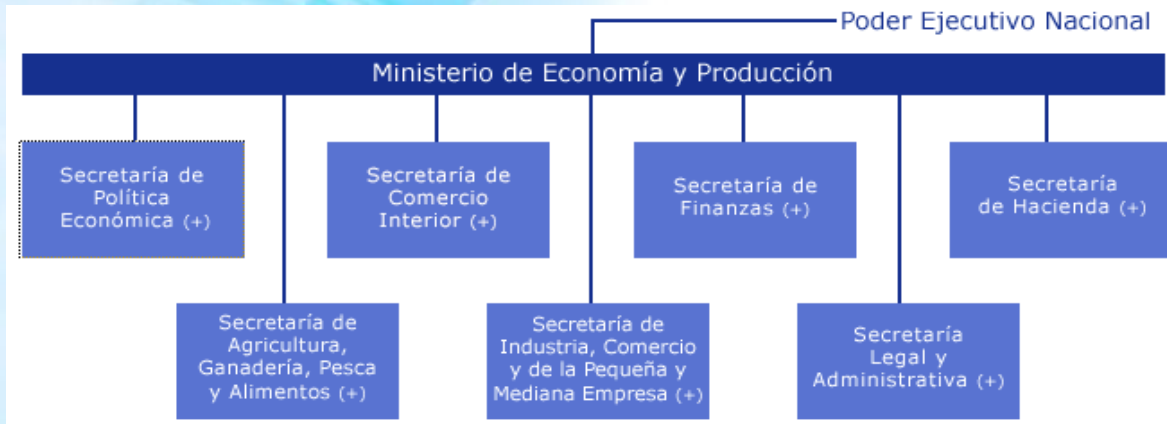 Poder Ejecutivo Nacional
Ministerio de Economía y Producción
Secretaría de
Política
Económica (+)
Secretaría de
Comercio
Interior (+)
Secretaría de
Finanzas (+)
Secretaría
de Hacienda (+)
Secretaría de
Agricultura,
Ganadería, Pesca
y Alimentos (+)
Secretaría de
Industria, Comercio
y de la Pequeña y
Mediana Empresa (+)
Secretaría
Legal y
Administrativa (+)